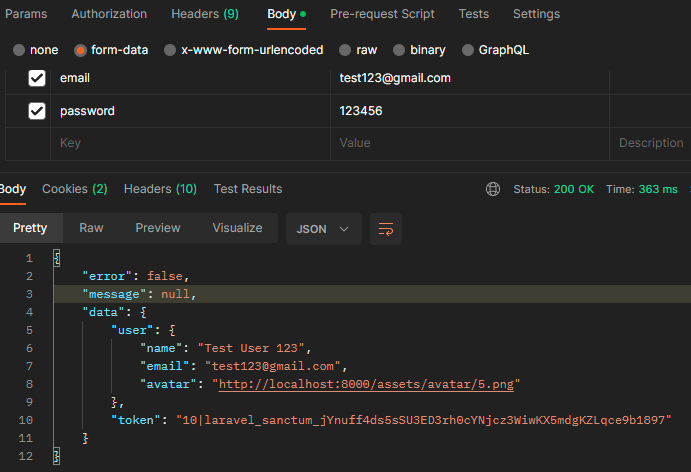 Params Authorization Headers (9) Body Pre-request Script Tests Settings
none form-data x-www-form-urlencoded raw binary GraphQL
email test123@gmail.com
password 123456
Key Value Description
Body Cookies (2) Headers (10) Test Results Status: 200 OK Time: 363 ms
Pretty Raw Preview Visualize JSON
1 {
2 "error": false,
3 "message": null,
4 "data": {
5 "user": {
6 "name": "Test User 123",
7 "email": "test123@gmail.com",
8 "avatar": "http://localhost:8000/assets/avatar/5.png"
9 },
10 "token": "10|laravel_sanctum_jYnuff4ds5sSU3ED3rh0cYNjcz3WiwKX5mdgKZLqce9b1897"
11 }
12 }